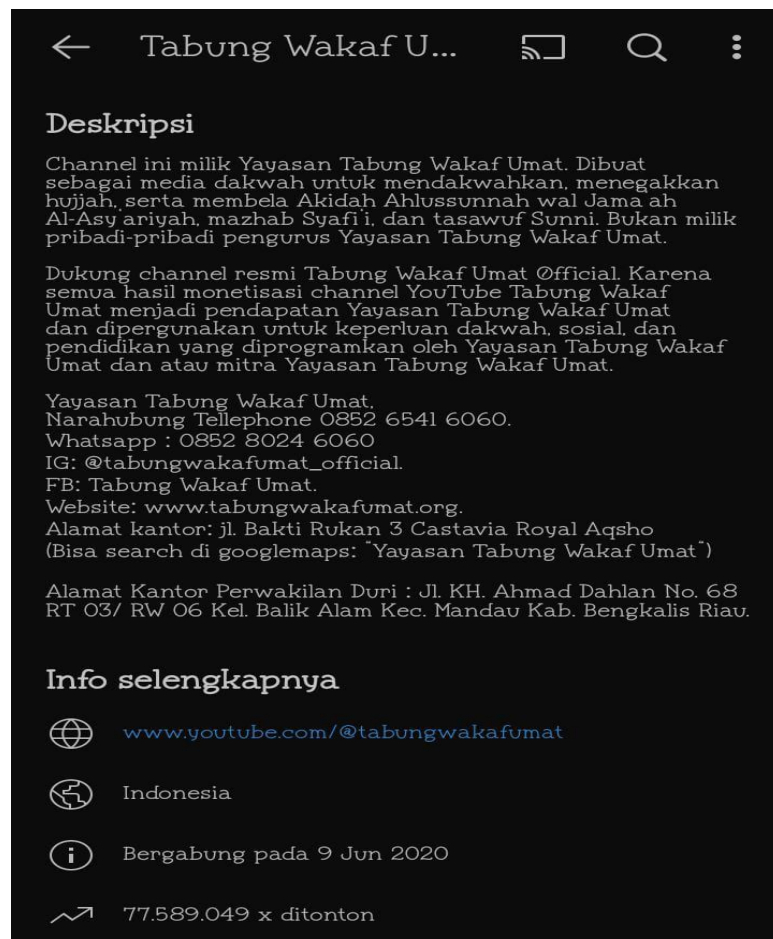 Tabung Wakaf U...
Deskripsi
Channel ini milik Yayasan Tabung Wakaf Umat. Dibuat
sebagai media dakwah untuk mendakwahkan, menegakkan
hujjah, serta membela Akidah Ahlussunnah wal Jama ah
Al-Asy'ariyah, mazhab Syafi'i, dan tasawuf Sunni. Bukan milik
pribadi-pribadi pengurus Yayasan Tabung Wakaf Umat.
Dukung channel resmi Tabung Wakaf Umat Official. Karena
semua hasil monetisasi channel YouTube Tabung Wakaf
Umat menjadi pendapatan Yayasan Tabung Wakaf Umat
dan dipergunakan untuk keperluan dakwah, sosial, dan
pendidikan yang diprogramkan oleh Yayasan Tabung Wakaf
Umat dan atau mitra Yayasan Tabung Wakaf Umat.
Yayasan Tabung Wakaf Umat,
Narahubung Tellephone 0852 6541 6060.
Whatsapp : 0852 8024 6060
IG: @tabungwakafumat_official.
FB: Tabung Wakaf Umat.
Website: www.tabungwakafumat.org.
Alamat kantor: jl. Bakti Rukan 3 Castavia Royal Aqsho
(Bisa search di googlemaps: "Yayasan Tabung Wakaf Umat")
Alamat Kantor Perwakilan Duri : Jl. KH. Ahmad Dahlan No. 68
RT 03/ RW 06 Kel. Balik Alam Kec. Mandau Kab. Bengkalis Riau.
Info selengkapnya
www.youtube.com/@tabungwakafumat
Indonesia
Bergabung pada 9 Jun 2020
77.589.049 x ditonton